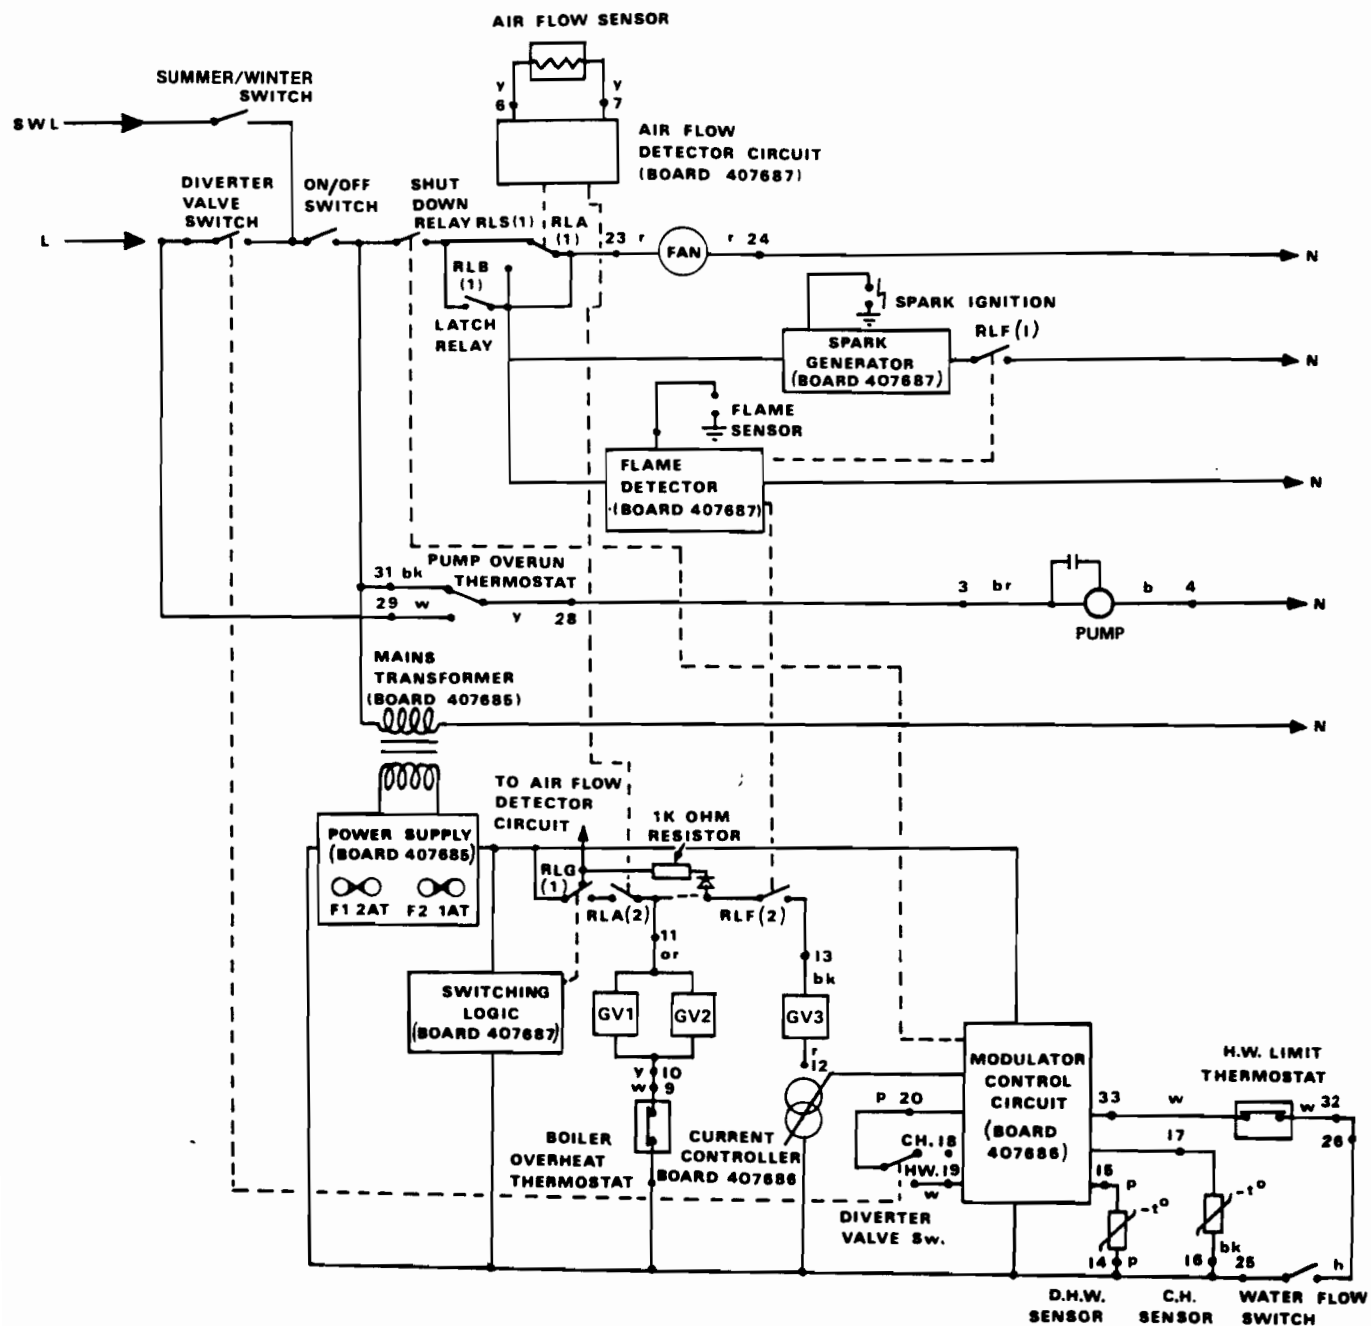 AIR FLOW SENSOR
y
6
y
7
SUMMER/WINTER
SWITCH
SWL
AIR FLOW
DETECTOR CIRCUIT
(BOARD 407687)
DIVERTER
VALVE
SWITCH
ON/OFF
SWITCH
SHUT
DOWN
RELAY RLS(1)
RLA
(1)
L
23 r
FAN
r 24
N
RLB
(1)
LATCH
RELAY
SPARK IGNITION
RLF(1)
SPARK
GENERATOR
(BOARD 407687)
N
FLAME
SENSOR
FLAME
DETECTOR
(BOARD 407687)
N
PUMP OVERUN
THERMOSTAT
31 bk
29 w
y 28
3 br
b 4
PUMP
N
MAINS
TRANSFORMER
(BOARD 407685)
N
TO AIR FLOW
DETECTOR
CIRCUIT
1K OHM
RESISTOR
POWER SUPPLY
(BOARD 407685)
F1 2AT F2 1AT
RLG
(1)
RLA(2)
RLF(2)
11
or
13
bk
SWITCHING
LOGIC
(BOARD 407687)
GV1
GV2
GV3
y 10
w 9
r
12
BOILER
OVERHEAT
THERMOSTAT
CURRENT
CONTROLLER
BOARD 407686
P 20
CH. 18
HW. 19
w
DIVERTER
VALVE Sw.
MODULATOR
CONTROL
CIRCUIT
(BOARD
407686)
H.W. LIMIT
THERMOSTAT
33 w
w 32
26
17
15 p
-t°
-t°
14 p
bk
16
25
h
D.H.W.
SENSOR
C.H.
SENSOR
WATER FLOW
SWITCH